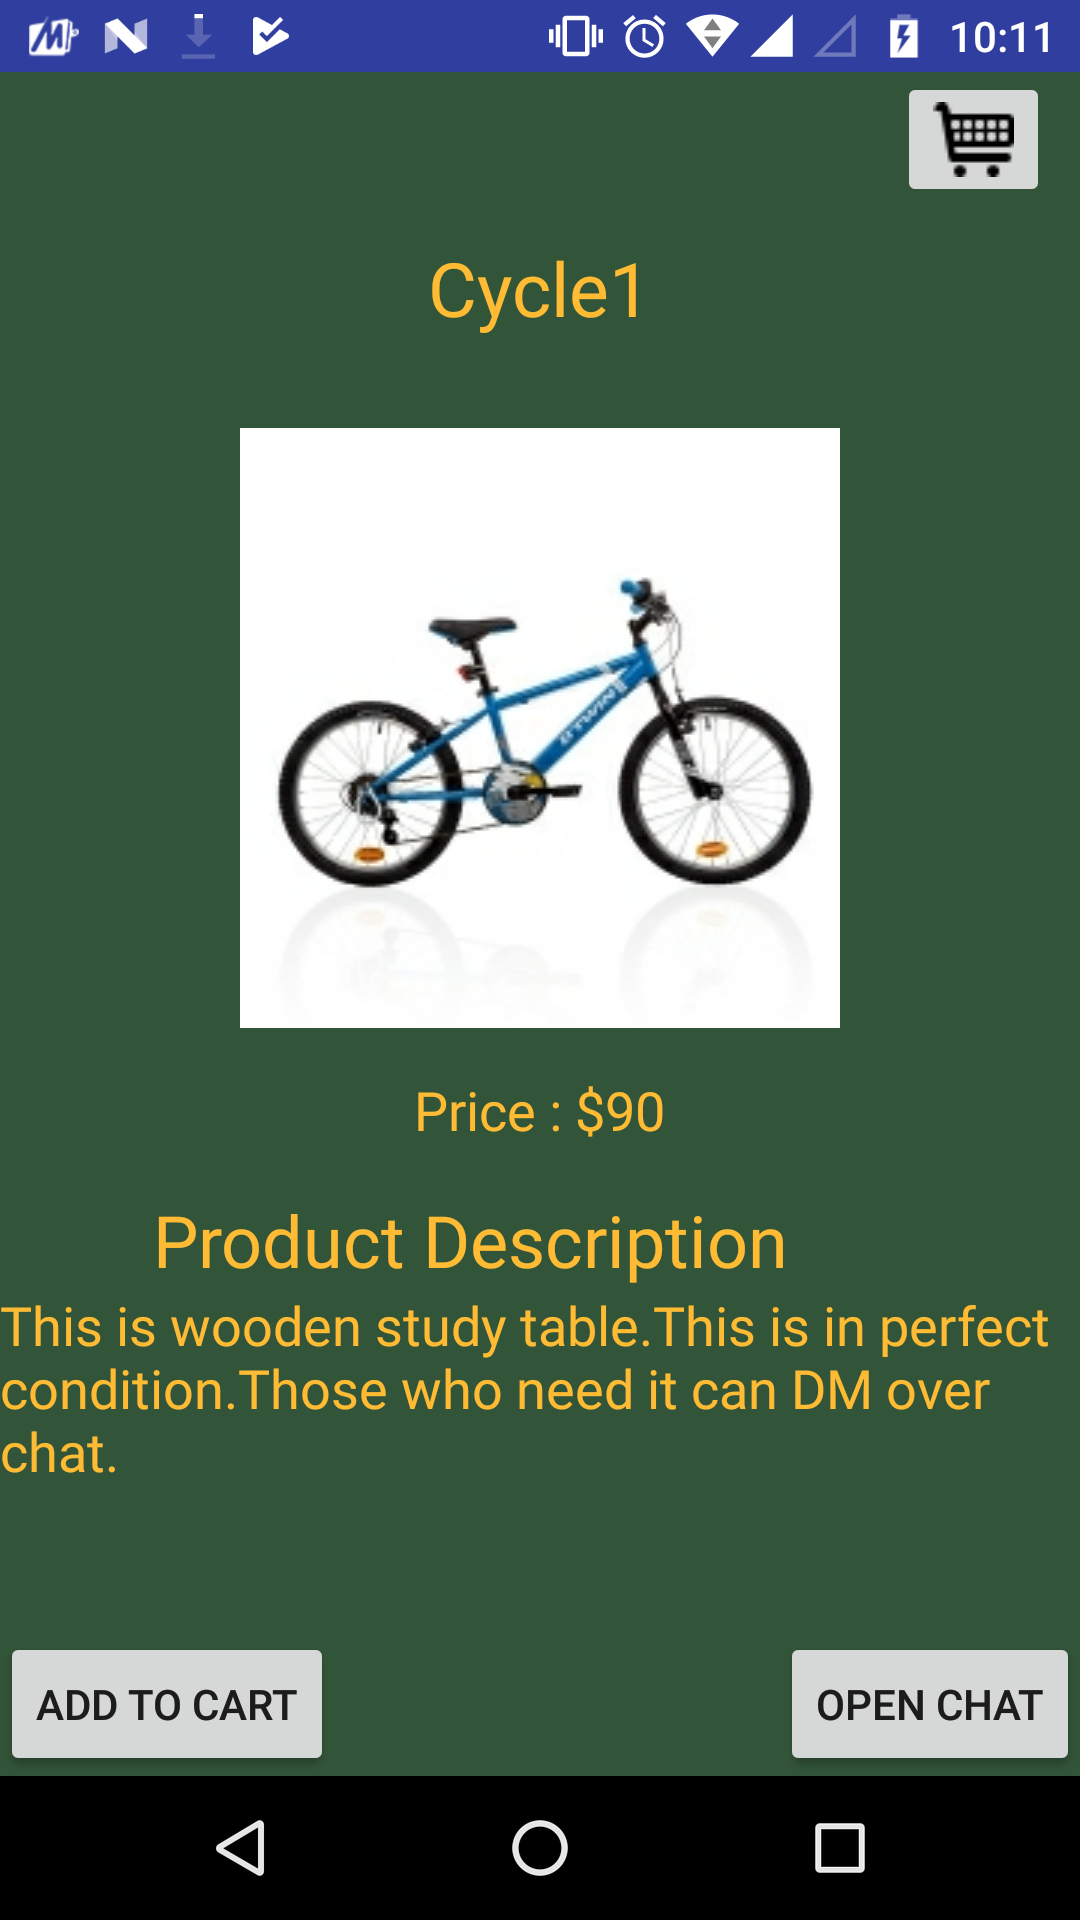 10:11
Cycle1
BTWIN
Price : $90
Product Description
This is wooden study table.This is in perfect
condition.Those who need it can DM over
chat.
ADD TO CART
OPEN CHAT